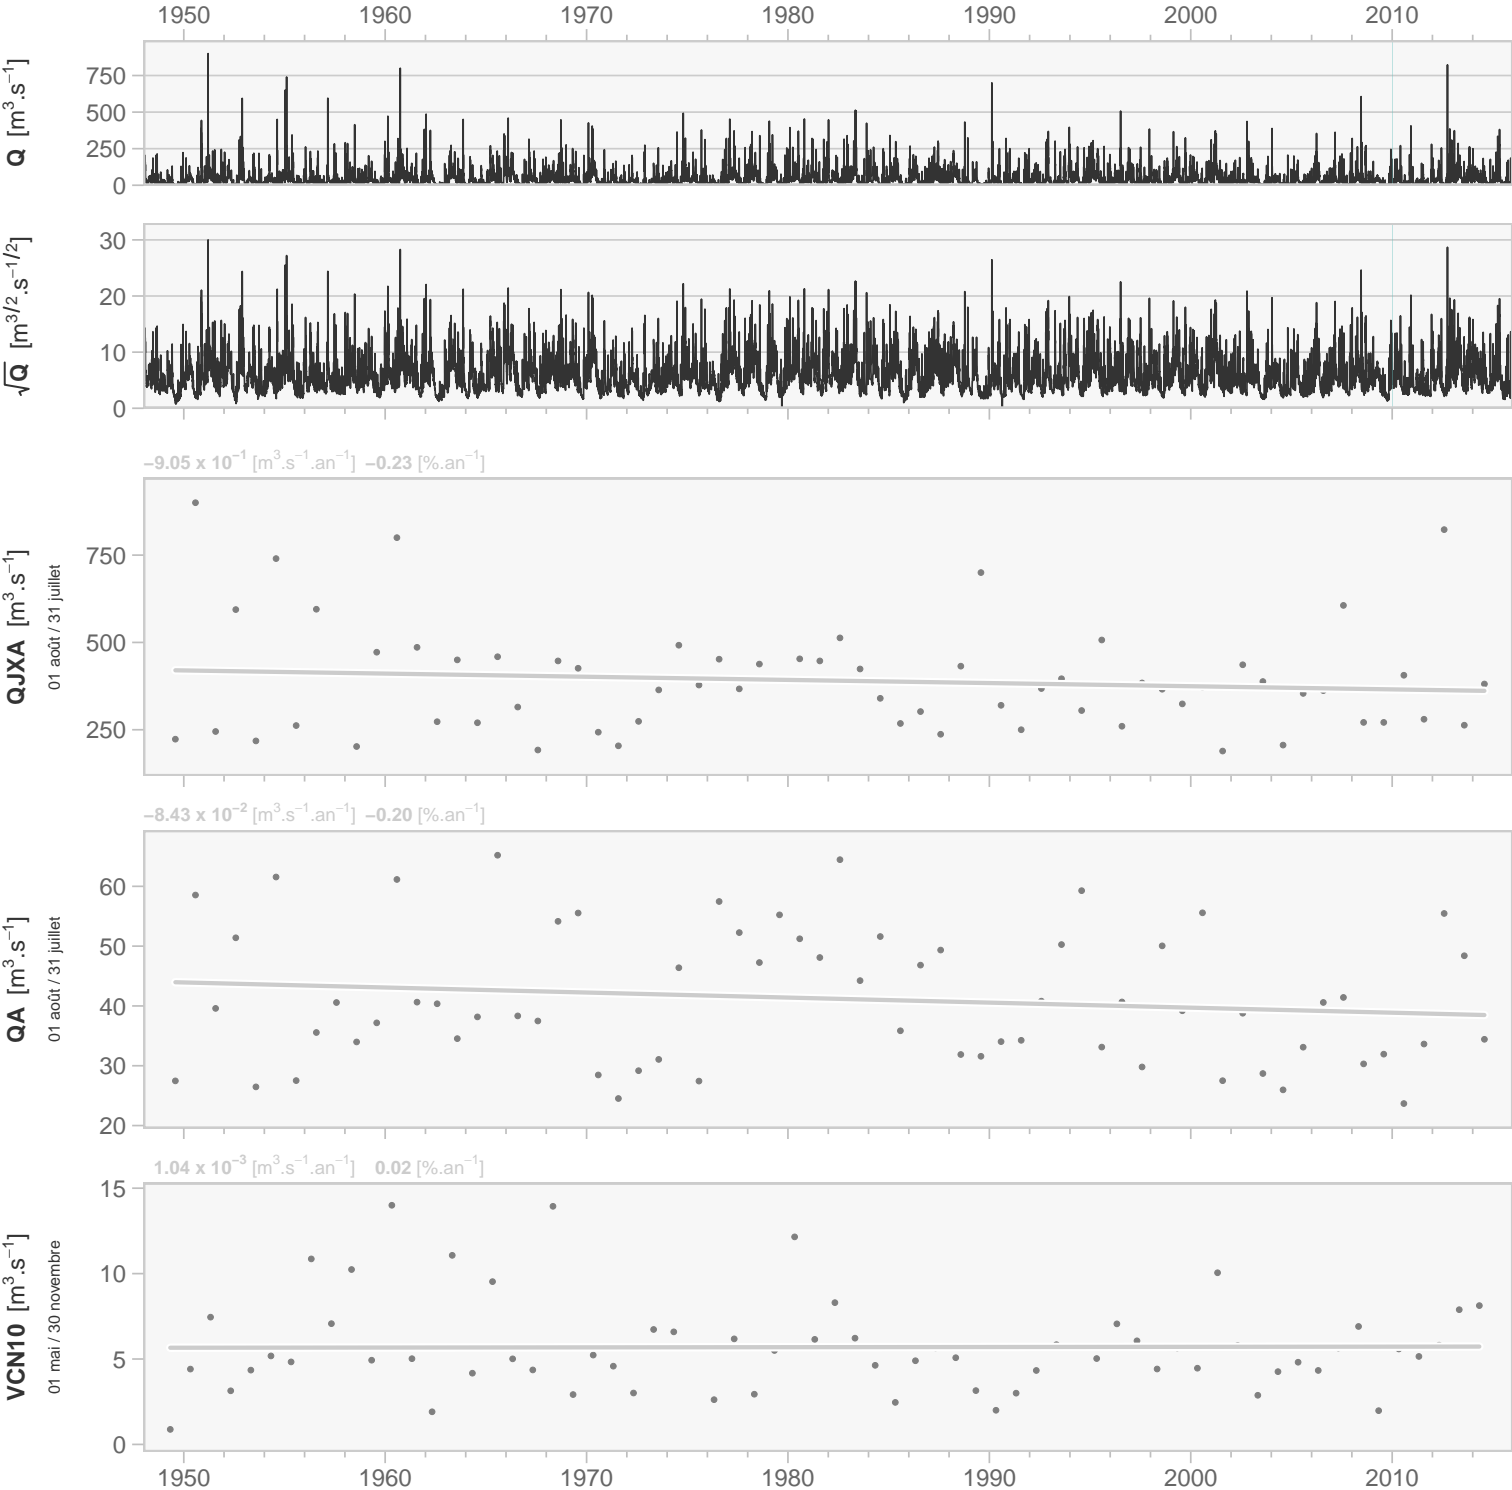 1950 1960 1970 1980 1990 2000 2010
Q [m³.s⁻¹]
750
500
250
0
√Q [m³ᐟ².s⁻¹ᐟ²]
30
20
10
0
−9.05 x 10⁻¹ [m³.s⁻¹.an⁻¹] −0.23 [%.an⁻¹]
QJXA [m³.s⁻¹]
01 août / 31 juillet
750
500
250
−8.43 x 10⁻² [m³.s⁻¹.an⁻¹] −0.20 [%.an⁻¹]
QA [m³.s⁻¹]
01 août / 31 juillet
60
50
40
30
20
1.04 x 10⁻³ [m³.s⁻¹.an⁻¹] 0.02 [%.an⁻¹]
VCN10 [m³.s⁻¹]
01 mai / 30 novembre
15
10
5
0
1950 1960 1970 1980 1990 2000 2010